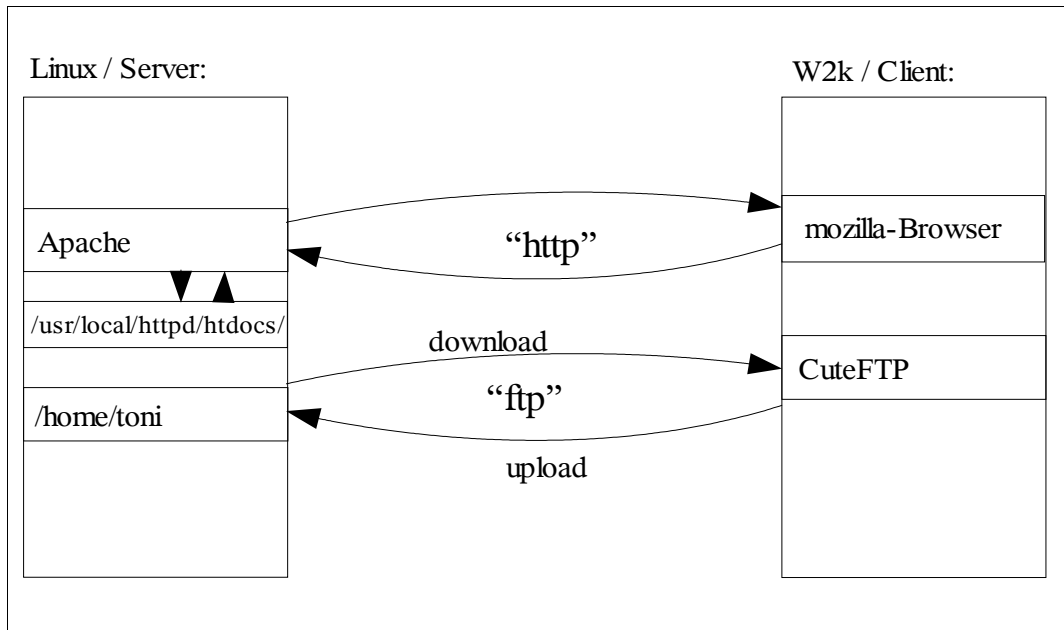 Linux / Server:
W2k / Client:
Apache
“http”
mozilla-Browser
/usr/local/httpd/htdocs/
download
CuteFTP
“ftp”
/home/toni
upload